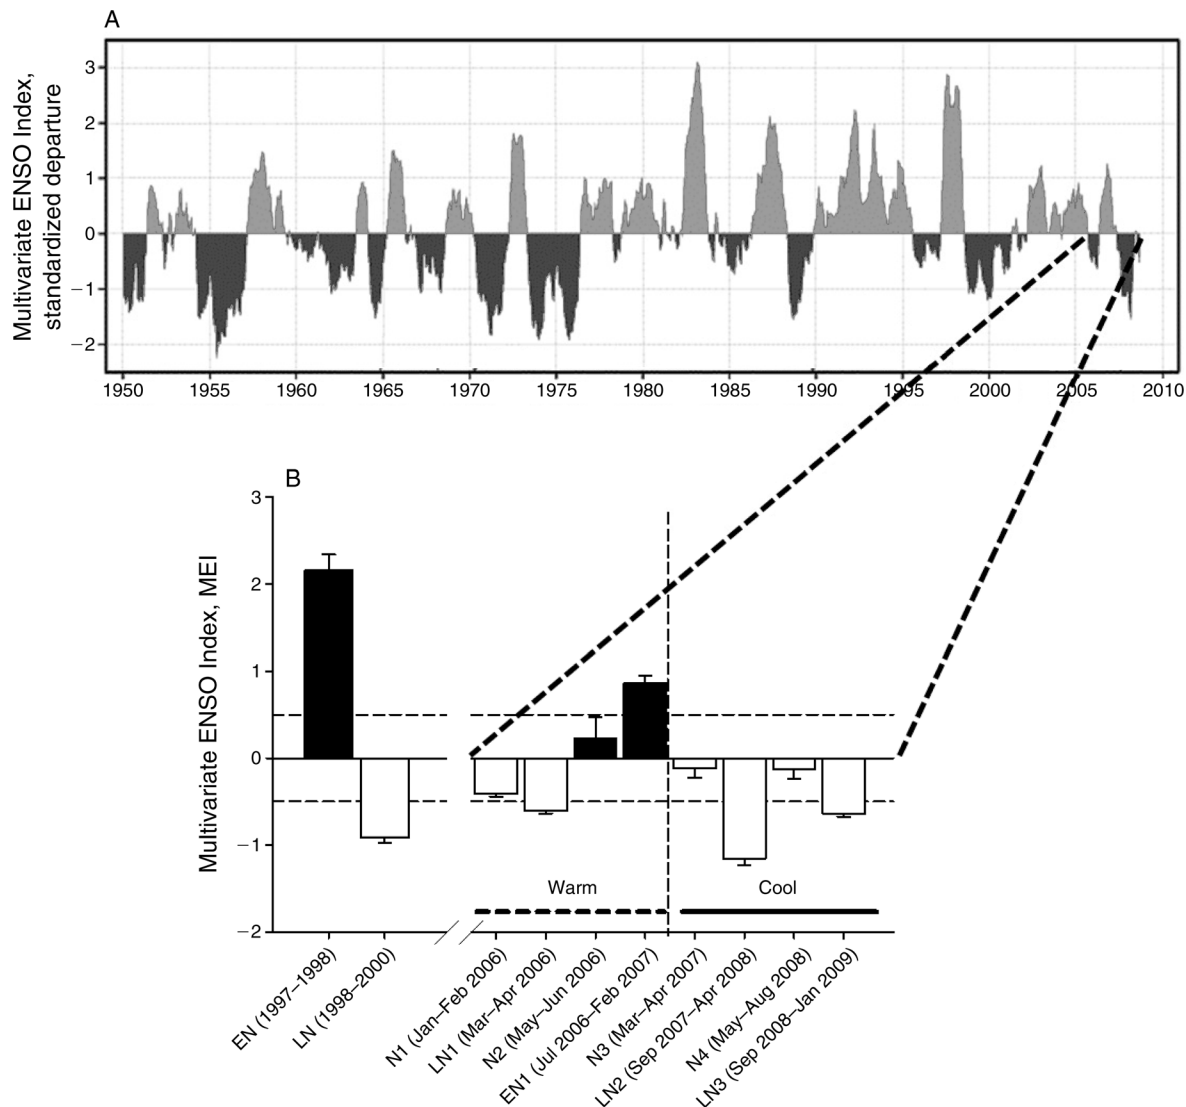 A
Multivariate ENSO Index,
standardized departure
3
2
1
0
−1
−2
1950 1955 1960 1965 1970 1975 1980 1985 1990 1995 2000 2005 2010
B
Multivariate ENSO Index, MEI
3
2
1
0
−1
−2
Warm Cool
EN (1997–1998)
LN (1998–2000)
N1 (Jan–Feb 2006)
LN1 (Mar–Apr 2006)
N2 (May–Jun 2006)
EN1 (Jul 2006–Feb 2007)
N3 (Mar–Apr 2007)
LN2 (Sep 2007–Apr 2008)
N4 (May–Aug 2008)
LN3 (Sep 2008–Jan 2009)